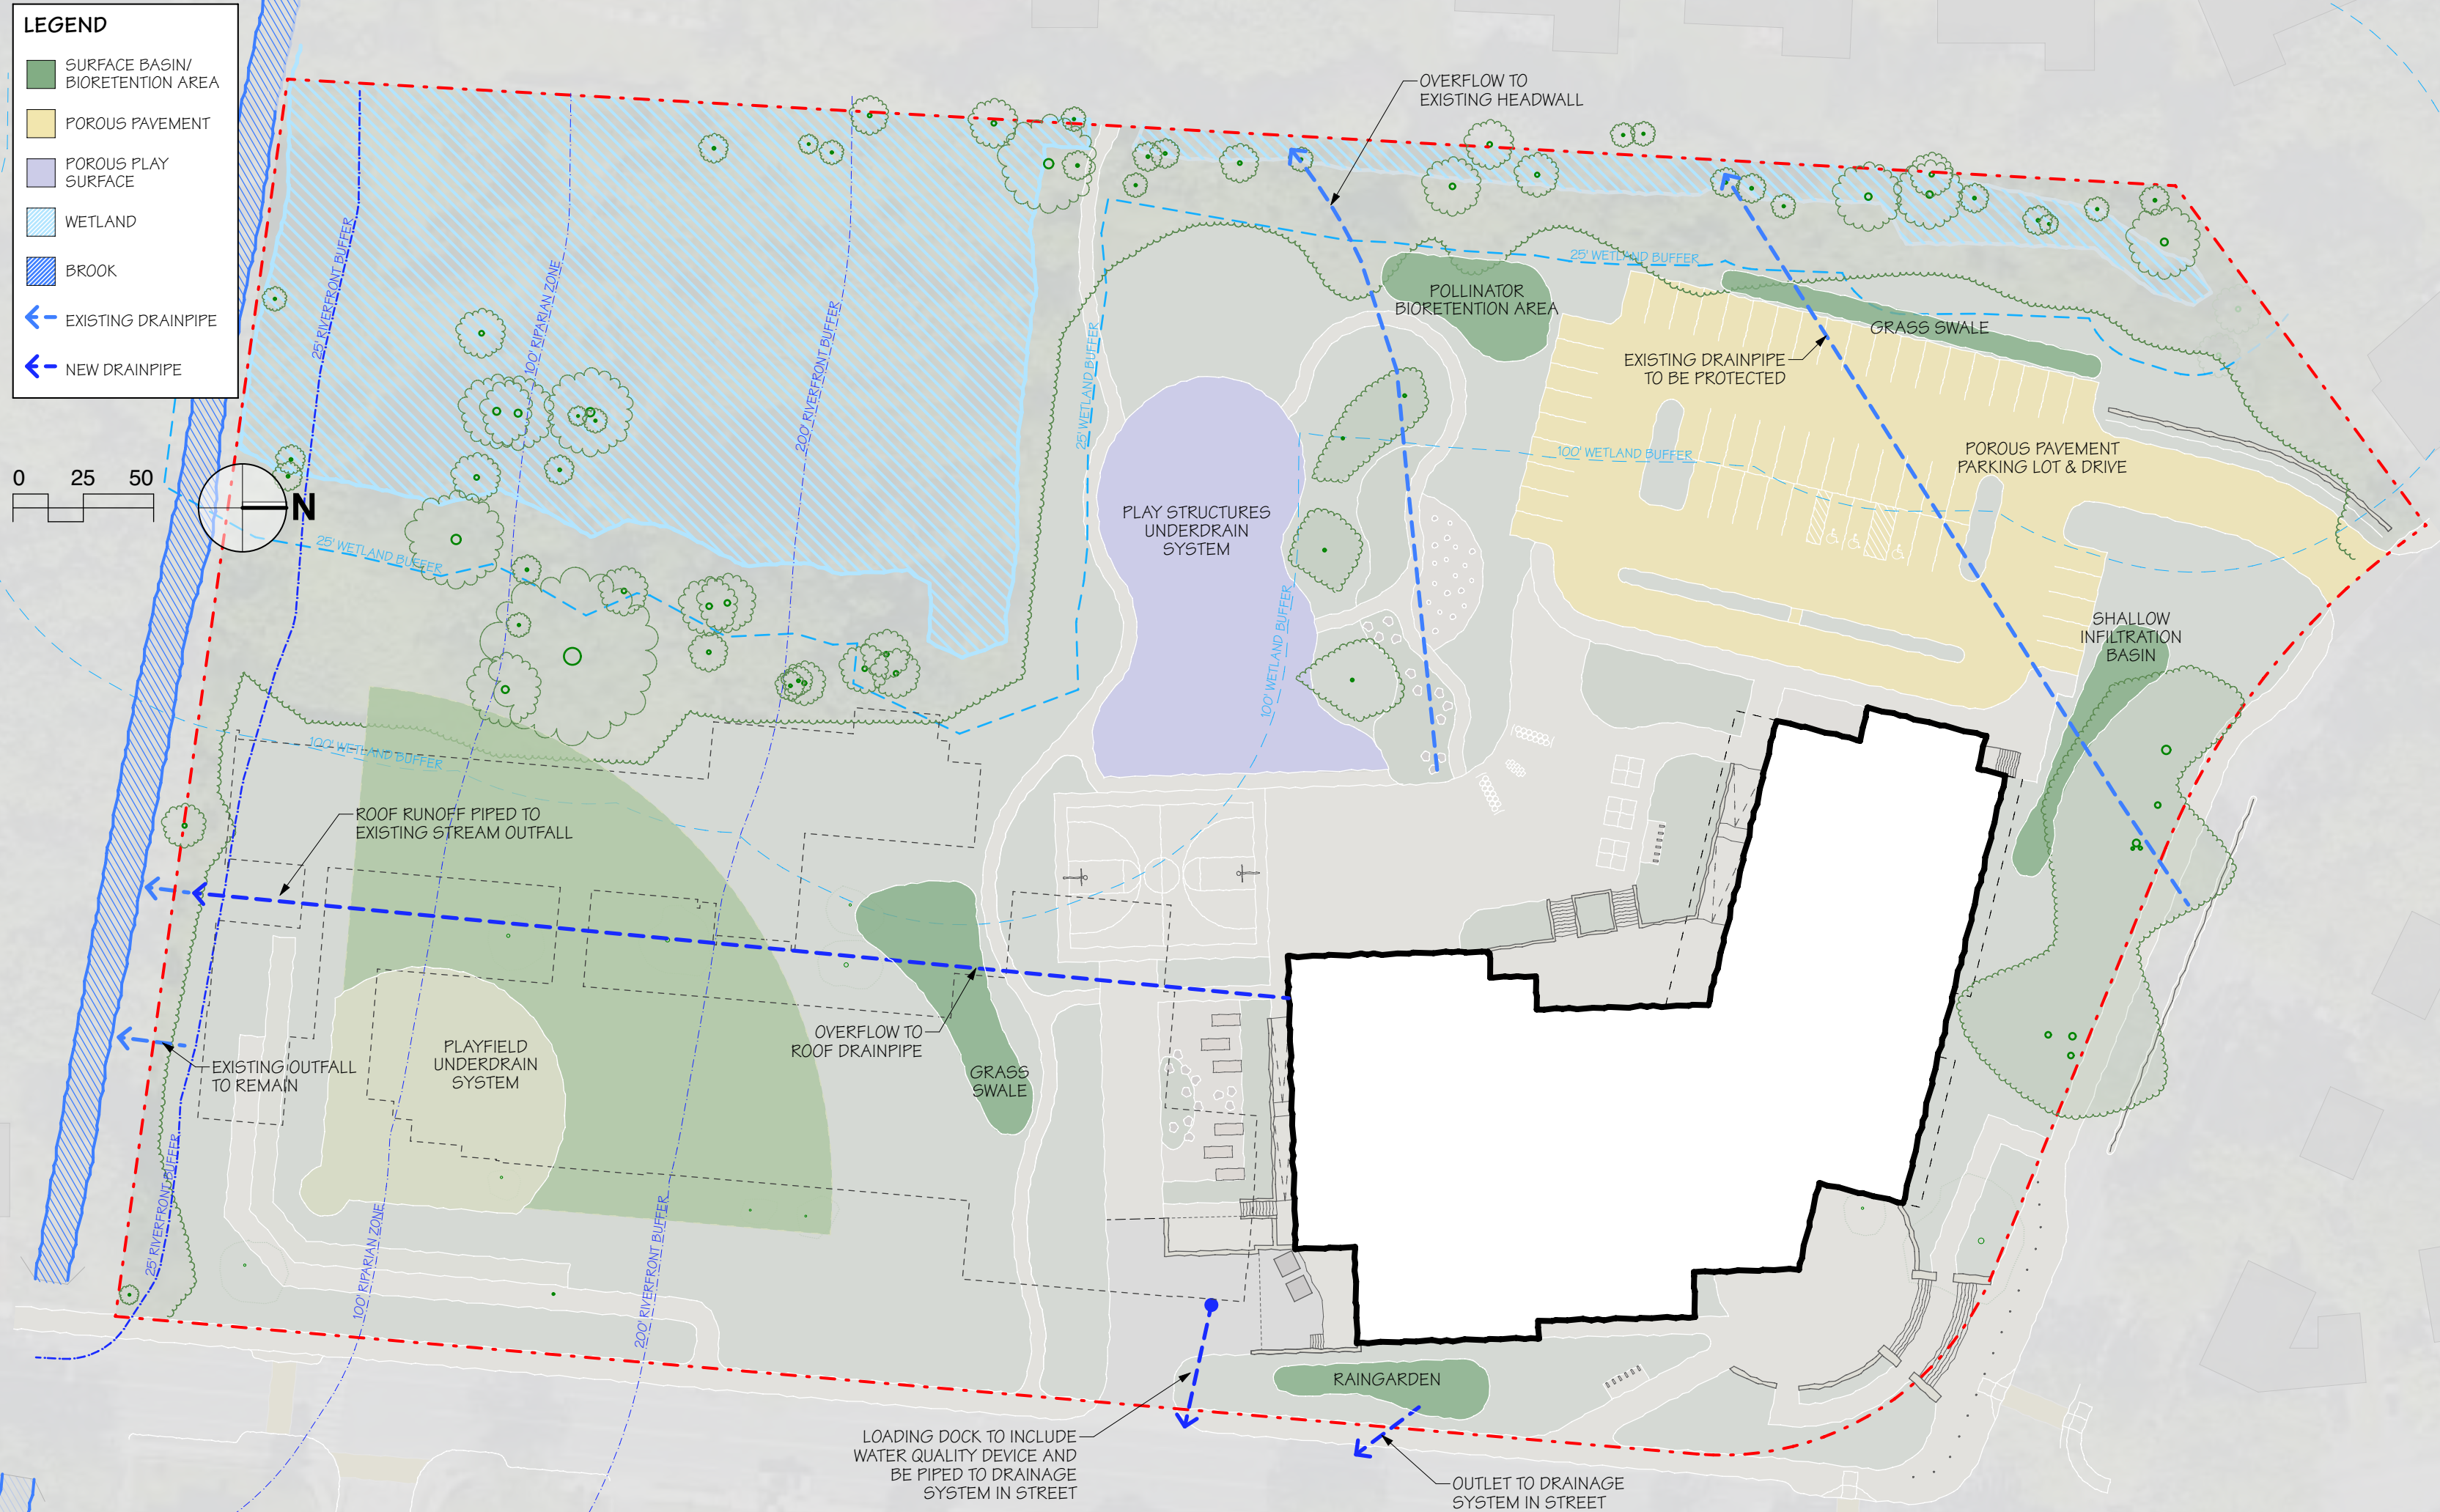 LEGEND
SURFACE BASIN/
BIORETENTION AREA
POROUS PAVEMENT
POROUS PLAY
SURFACE
WETLAND
BROOK
EXISTING DRAINPIPE
NEW DRAINPIPE
0 25 50
N
OVERFLOW TO
EXISTING HEADWALL
25' RIVERFRONT BUFFER
100' RIPARIAN ZONE
200' RIVERFRONT BUFFER
25' WETLAND BUFFER
25' WETLAND BUFFER
POLLINATOR
BIORETENTION AREA
GRASS SWALE
EXISTING DRAINPIPE
TO BE PROTECTED
100' WETLAND BUFFER
POROUS PAVEMENT
PARKING LOT & DRIVE
PLAY STRUCTURES
UNDERDRAIN
SYSTEM
25' WETLAND BUFFER
100' WETLAND BUFFER
SHALLOW
INFILTRATION
BASIN
100' WETLAND BUFFER
ROOF RUNOFF PIPED TO
EXISTING STREAM OUTFALL
OVERFLOW TO
ROOF DRAINPIPE
PLAYFIELD
UNDERDRAIN
SYSTEM
EXISTING OUTFALL
TO REMAIN
GRASS
SWALE
25' RIVERFRONT BUFFER
100' RIPARIAN ZONE
200' RIVERFRONT BUFFER
RAINGARDEN
LOADING DOCK TO INCLUDE
WATER QUALITY DEVICE AND
BE PIPED TO DRAINAGE
SYSTEM IN STREET
OUTLET TO DRAINAGE
SYSTEM IN STREET